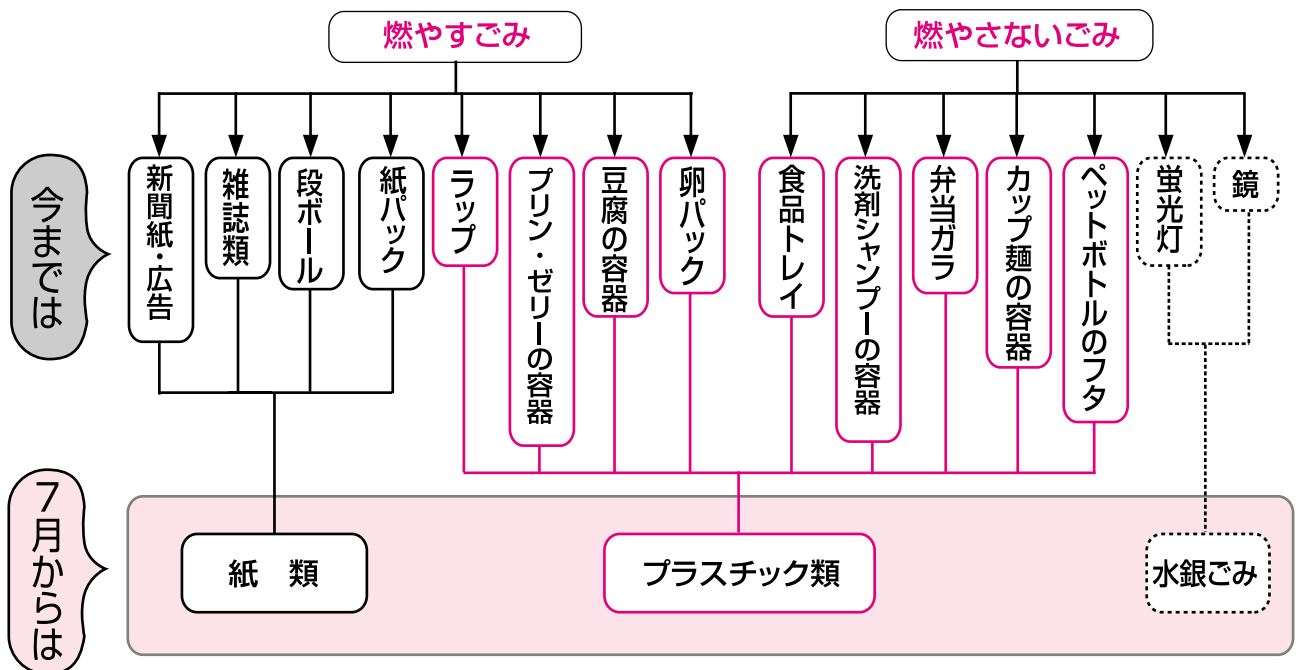 燃やすごみ
燃やさないごみ
今までは
新聞紙・広告
雑誌類
段ボール
紙パック
ラップ
プリン・ゼリーの容器
豆腐の容器
卵パック
食品トレイ
洗剤シャンプーの容器
弁当ガラ
カップ麺の容器
ペットボトルのフタ
蛍光灯
鏡
7月からは
紙 類
プラスチック類
水銀ごみ